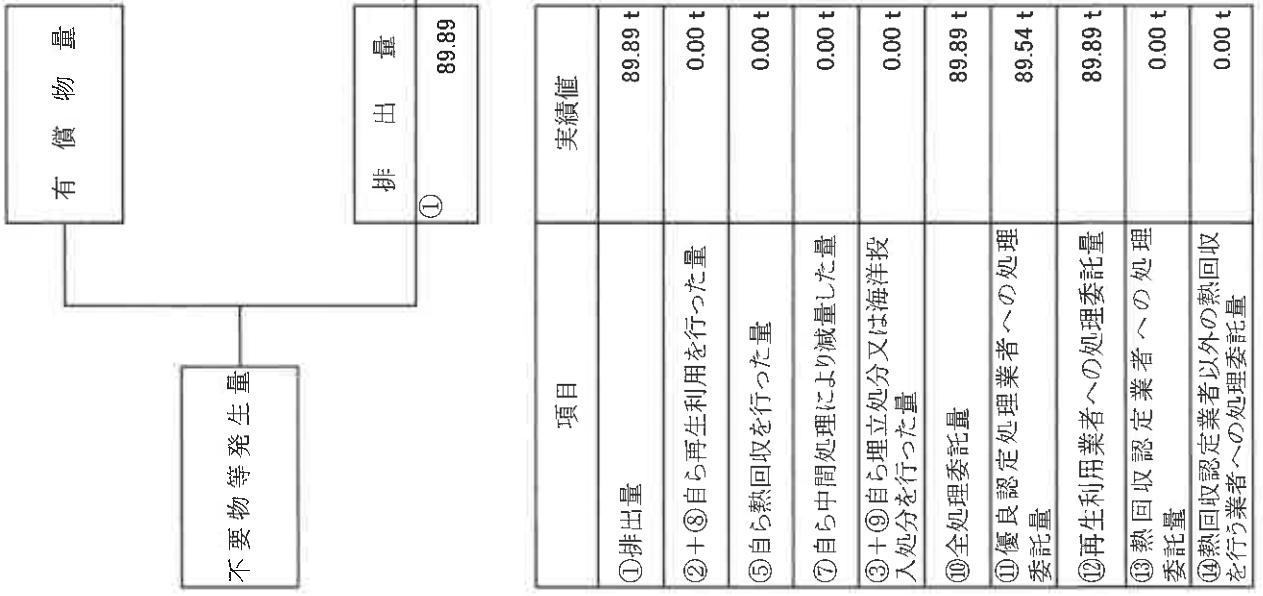 不要物等発生量
有償物量
排出量
①
89.89
項目 実績値
①排出量 89.89 t
②+⑧自ら再生利用を行った量 0.00 t
⑤自ら熱回収を行った量 0.00 t
⑦自ら中間処理により減量した量 0.00 t
③+⑨自ら埋立処分又は海洋投
入処分を行った量 0.00 t
⑩全処理委託量 89.89 t
⑪優良認定処理業者への処理
委託量 89.54 t
⑫再生利用業者への処理委託量 89.89 t
⑬熱回収認定業者への処理
委託量 0.00 t
⑭熱回収認定業者以外の熱回収
を行う業者への処理委託量 0.00 t